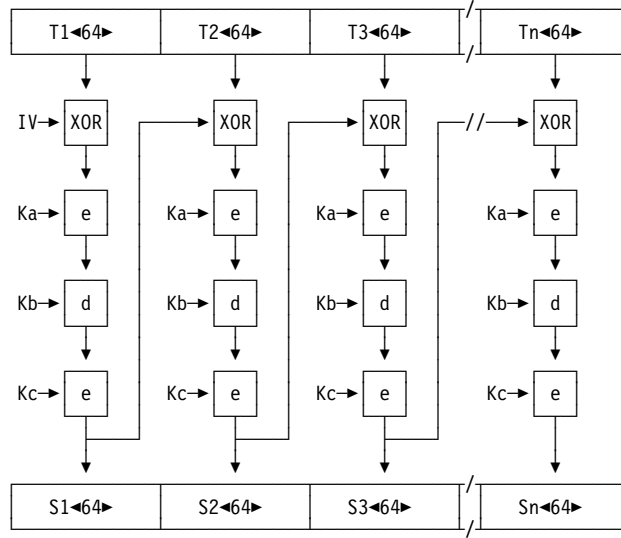 T1◄64► T2◄64► T3◄64► // Tn◄64►
IV XOR XOR XOR // XOR
Ka e Ka e Ka e Ka e
Kb d Kb d Kb d Kb d
Kc e Kc e Kc e Kc e
S1◄64► S2◄64► S3◄64► // Sn◄64►